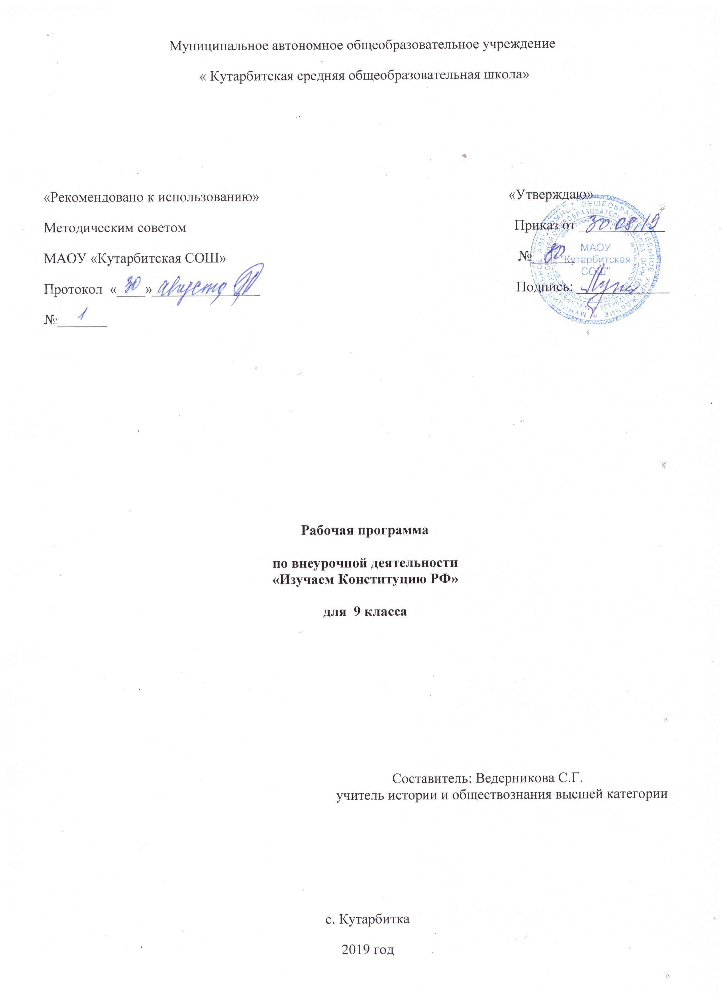 Муниципальное автономное общеобразовательное учреждение
« Кутарбитская средняя общеобразовательная школа»
«Рекомендовано к использованию»
Методическим советом
МАОУ «Кутарбитская СОШ»
Протокол «30» августа
№ 1
«Утверждаю»
Приказ от 30.08.19
№ 80
Подпись:
МАОУ
"Кутарбитская
СОШ"
Рабочая программа
по внеурочной деятельности
«Изучаем Конституцию РФ»
для 9 класса
Составитель: Ведерникова С.Г.
учитель истории и обществознания высшей категории
с. Кутарбитка
2019 год